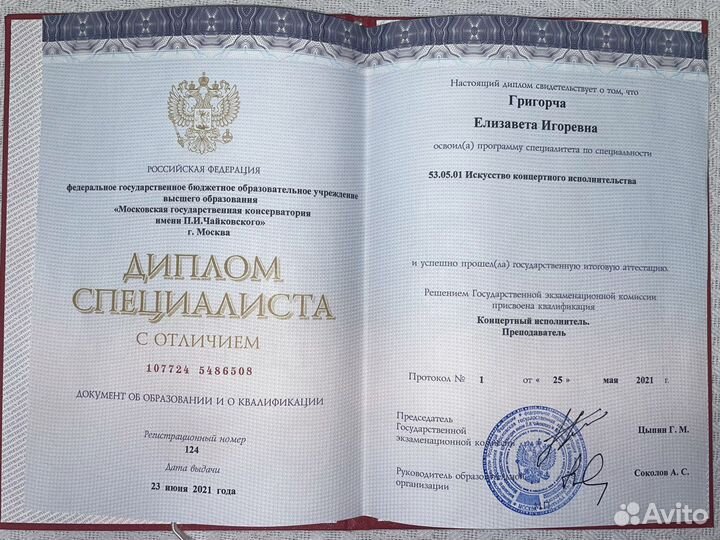 РОССИЙСКАЯ ФЕДЕРАЦИЯ
федеральное государственное бюджетное образовательное учреждение
высшего образования
«Московская государственная консерватория
имени П.И.Чайковского»
г. Москва
ДИПЛОМ
СПЕЦИАЛИСТА
С ОТЛИЧИЕМ
107724 5486508
ДОКУМЕНТ ОБ ОБРАЗОВАНИИ И О КВАЛИФИКАЦИИ
Регистрационный номер
124
Дата выдачи
23 июня 2021 года
Настоящий диплом свидетельствует о том, что
Григорча
Елизавета Игоревна
освоил(а) программу специалитета по специальности
53.05.01 Искусство концертного исполнительства
и успешно прошел(ла) государственную итоговую аттестацию.
Решением Государственной экзаменационной комиссии
присвоена квалификация
Концертный исполнитель.
Преподаватель
Протокол № 1 от « 25 » мая 2021 г.
Председатель
Государственной
экзаменационной
Цыпин Г. М.
Руководитель
организации
Соколов А. С.
Avito